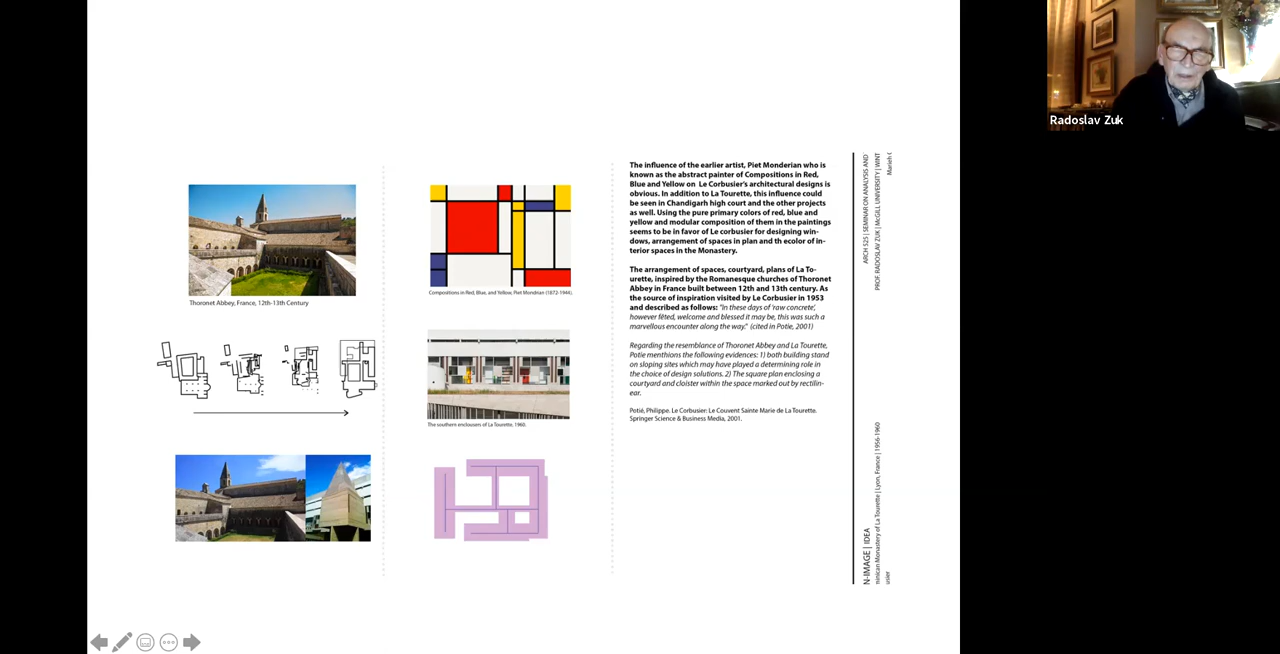 Radoslav Zuk
Thoronet Abbey, France, 12th-13th Century
Compositions in Red, Blue, and Yellow, Piet Mondrian (1872-1944).
The southern enclousers of La Tourette, 1960.
The influence of the earlier artist, Piet Monderian who is
known as the abstract painter of Compositions in Red,
Blue and Yellow on Le Corbusier's architectural designs is
obvious. In addition to La Tourette, this influence could
be seen in Chandigarh high court and the other projects
as well. Using the pure primary colors of red, blue and
yellow and modular composition of them in the paintings
seems to be in favor of Le corbusier for designing win-
dows, arrangement of spaces in plan and th ecolor of in-
terior spaces in the Monastery.
The arrangement of spaces, courtyard, plans of La To-
urette, inspired by the Romanesque churches of Thoronet
Abbey in France built between 12th and 13th century. As
the source of inspiration visited by Le Corbusier in 1953
and described as follows: "In these days of 'raw concrete',
however fêted, welcome and blessed it may be, this was such a
marvellous encounter along the way." (cited in Potie, 2001)
Regarding the resemblance of Thoronet Abbey and La Tourette,
Potie menthions the following evidences: 1) both building stand
on sloping sites which may have played a determining role in
the choice of design solutions. 2) The square plan enclosing a
courtyard and cloister within the space marked out by rectilin-
ear.
Potié, Philippe. Le Corbusier: Le Couvent Sainte Marie de La Tourette.
Springer Science & Business Media, 2001.
ARCH 525 | SEMINAR ON ANALYSIS AND
PROF. RADOSLAV ZUK | McGILL UNIVERSITY | WINT
Marieh
N-IMAGE | IDEA
ninican Monastery of La Tourette | Lyon, France | 1956-1960
usier